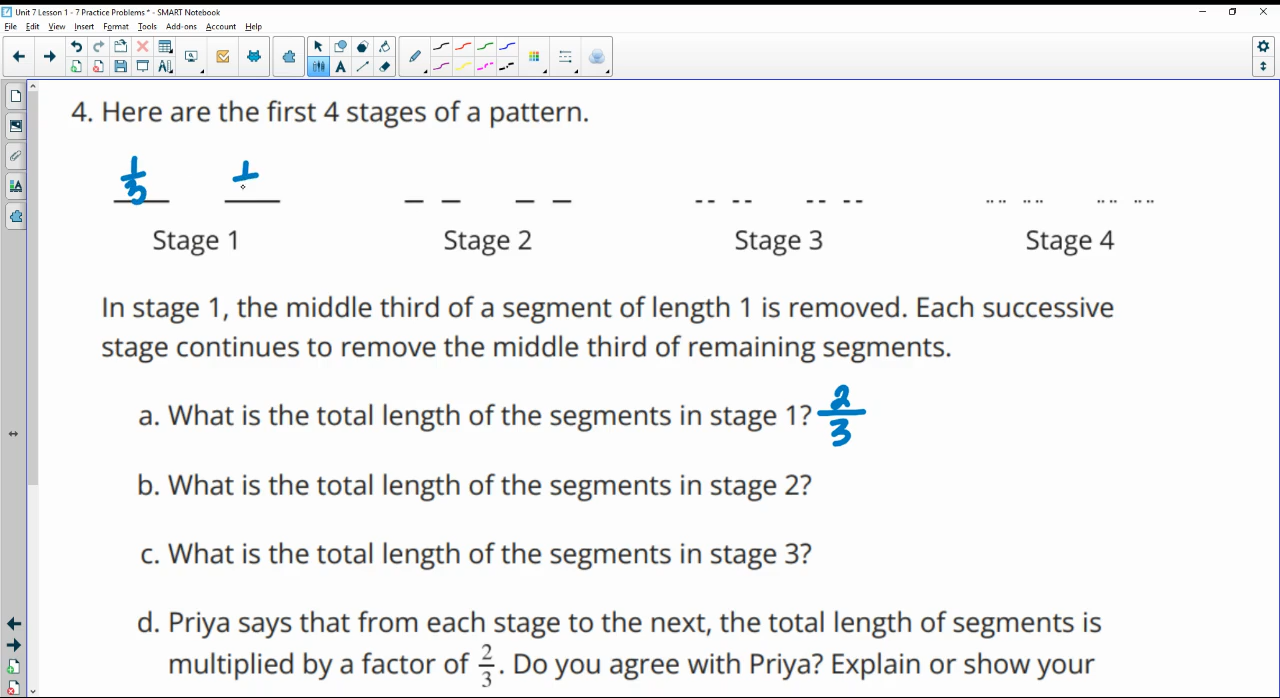 Unit 7 Lesson 1 - 7 Practice Problems * - SMART Notebook
File Edit View Insert Format Tools Add-ons Account Help
4. Here are the first 4 stages of a pattern.
1/3 1
Stage 1 Stage 2 Stage 3 Stage 4
In stage 1, the middle third of a segment of length 1 is removed. Each successive
stage continues to remove the middle third of remaining segments.
a. What is the total length of the segments in stage 1? 2/3
b. What is the total length of the segments in stage 2?
c. What is the total length of the segments in stage 3?
d. Priya says that from each stage to the next, the total length of segments is
multiplied by a factor of 2/3. Do you agree with Priya? Explain or show your